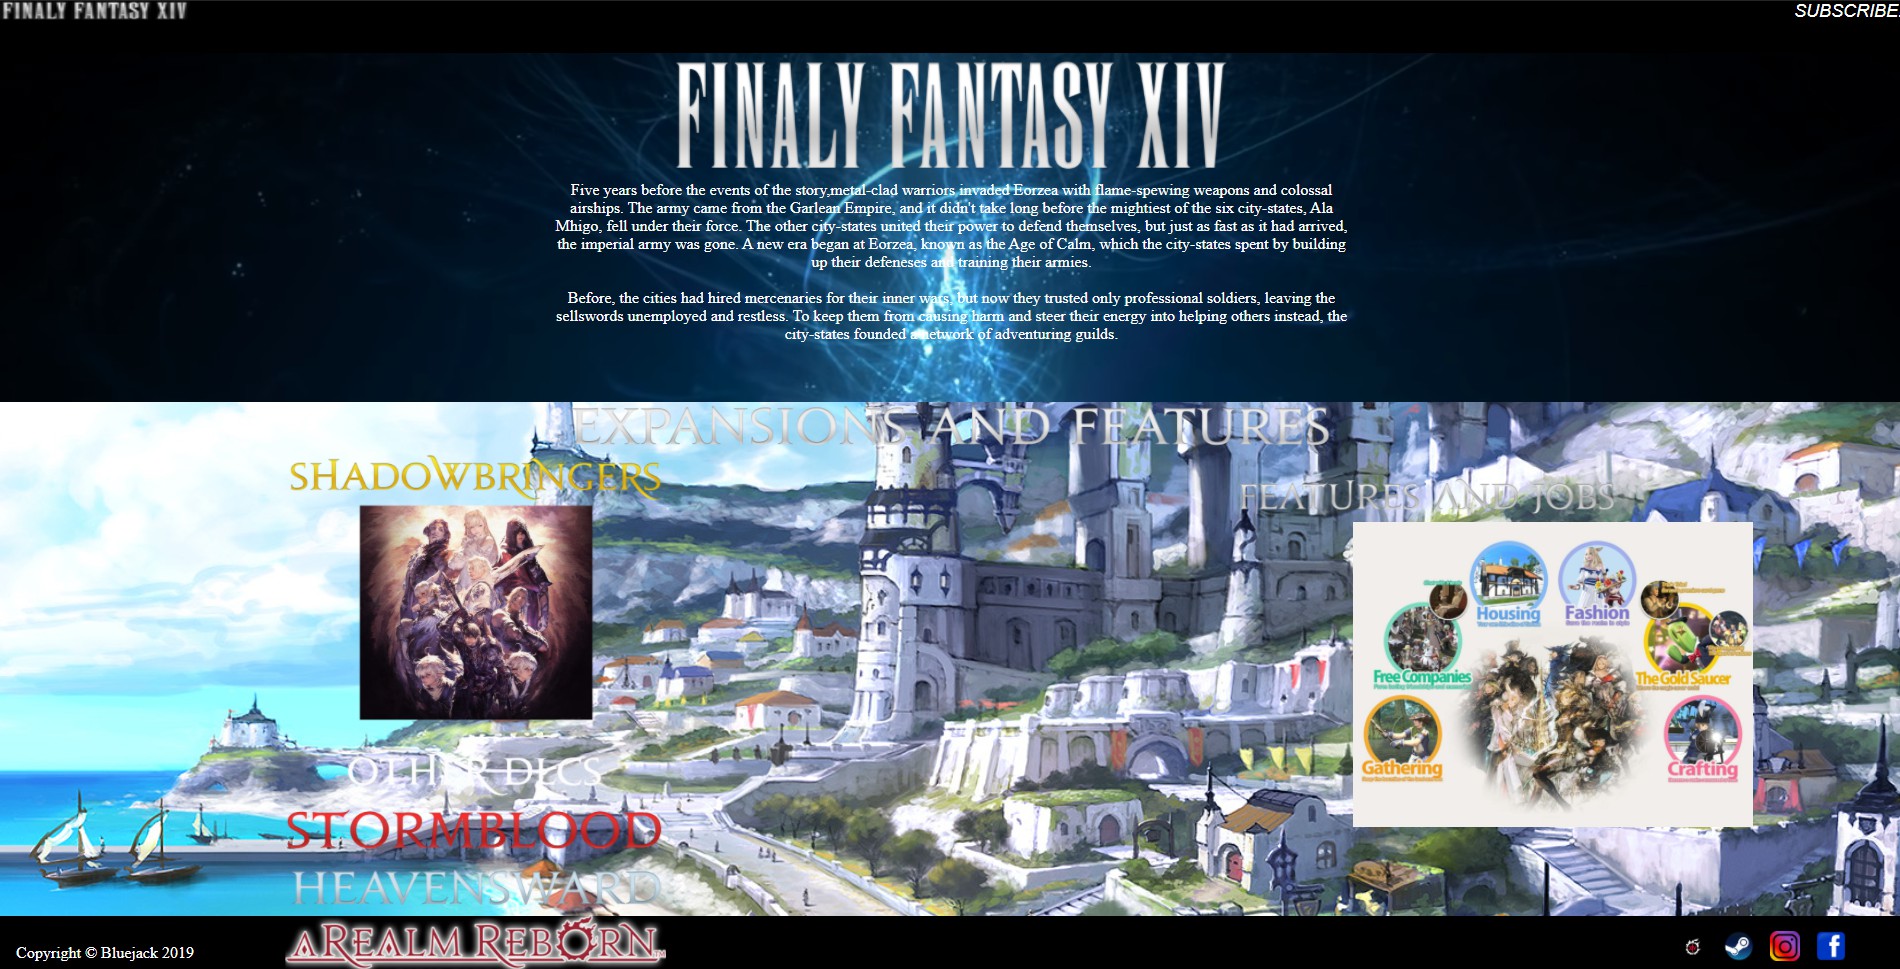 FINALY FANTASY XIV
SUBSCRIBE
FINALY FANTASY XIV
Five years before the events of the story,metal-clad warriors invaded Eorzea with flame-spewing weapons and colossal
airships. The army came from the Garlean Empire, and it didn't take long before the mightiest of the six city-states, Ala
Mhigo, fell under their force. The other city-states united their power to defend themselves, but just as fast as it had arrived,
the imperial army was gone. A new era began at Eorzea, known as the Age of Calm, which the city-states spent by building
up their defeneses and training their armies.
Before, the cities had hired mercenaries for their inner wars, but now they trusted only professional soldiers, leaving the
sellswords unemployed and restless. To keep them from causing harm and steer their energy into helping others instead, the
city-states founded a network of adventuring guilds.
EXPANSIONS AND FEATURES
SHADOWBRINGERS
FEATURES AND JOBS
Housing
Fashion
Free Companies
The Gold Saucer
Gathering
Crafting
OTHER DLCS
STORMBLOOD
HEAVENSWARD
A REALM REBORN
Copyright © Bluejack 2019